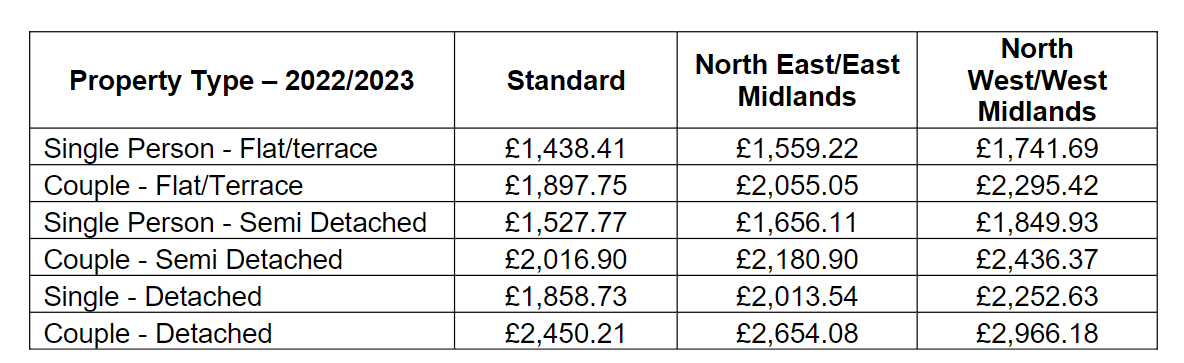 Property Type – 2022/2023 Standard North East/East Midlands North West/West Midlands
Single Person - Flat/terrace £1,438.41 £1,559.22 £1,741.69
Couple - Flat/Terrace £1,897.75 £2,055.05 £2,295.42
Single Person - Semi Detached £1,527.77 £1,656.11 £1,849.93
Couple - Semi Detached £2,016.90 £2,180.90 £2,436.37
Single - Detached £1,858.73 £2,013.54 £2,252.63
Couple - Detached £2,450.21 £2,654.08 £2,966.18